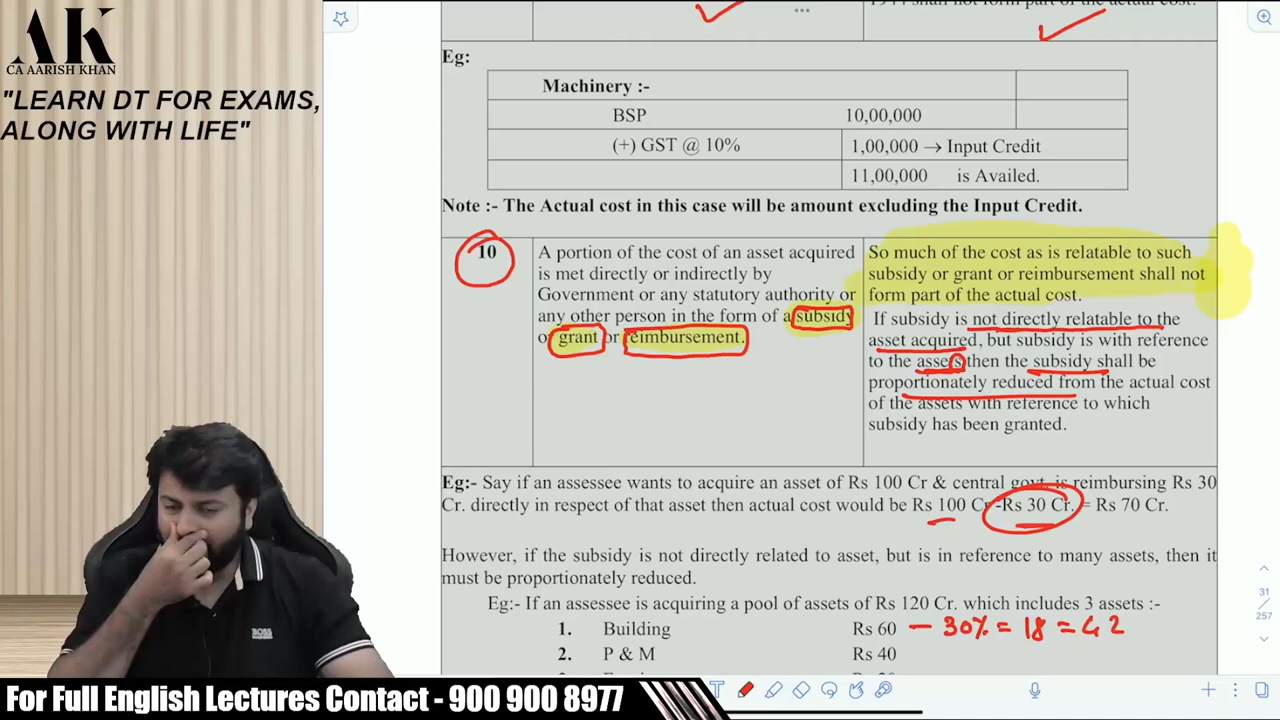 AK
CA AARISH KHAN
"LEARN DT FOR EXAMS,
ALONG WITH LIFE"
shall not form part of the actual cost.
Eg:
Machinery :-
BSP 10,00,000
(+) GST @ 10% 1,00,000 → Input Credit
11,00,000 is Availed.
Note :- The Actual cost in this case will be amount excluding the Input Credit.
10
A portion of the cost of an asset acquired
is met directly or indirectly by
Government or any statutory authority or
any other person in the form of a subsidy
or grant or reimbursement.
So much of the cost as is relatable to such
subsidy or grant or reimbursement shall not
form part of the actual cost.
If subsidy is not directly relatable to the
asset acquired, but subsidy is with reference
to the assets then the subsidy shall be
proportionately reduced from the actual cost
of the assets with reference to which
subsidy has been granted.
Eg:- Say if an assessee wants to acquire an asset of Rs 100 Cr & central govt. is reimbursing Rs 30
Cr. directly in respect of that asset then actual cost would be Rs 100 Cr -Rs 30 Cr. = Rs 70 Cr.
However, if the subsidy is not directly related to asset, but is in reference to many assets, then it
must be proportionately reduced.
Eg:- If an assessee is acquiring a pool of assets of Rs 120 Cr. which includes 3 assets :-
1. Building Rs 60 – 30% = 18 = 42
2. P & M Rs 40
31
/
257
BOSS
For Full English Lectures Contact - 900 900 8977